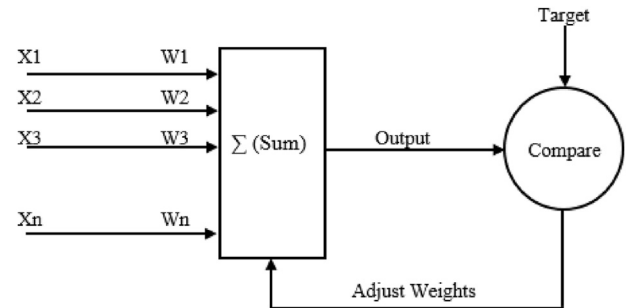 Target
X1 W1
X2 W2
X3 W3
∑ (Sum)
Output
Compare
Xn Wn
Adjust Weights